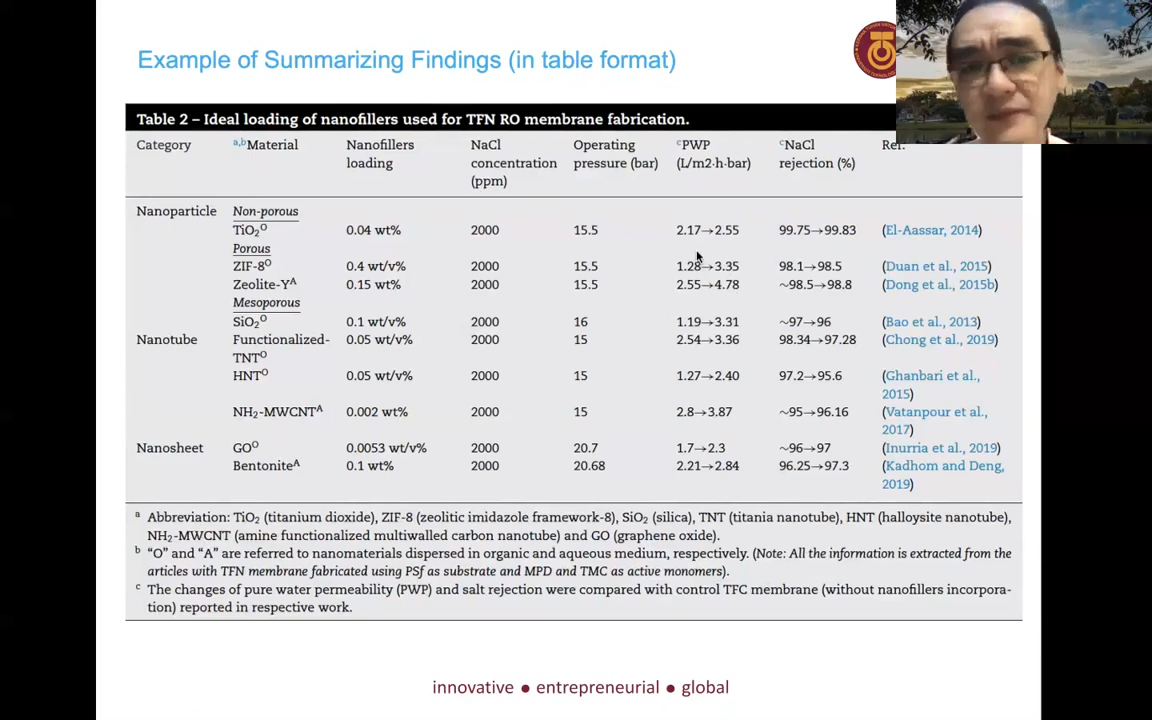 Example of Summarizing Findings (in table format)
Table 2 – Ideal loading of nanofillers used for TFN RO membrane fabrication.
Category a,bMaterial Nanofillers loading NaCl concentration (ppm) Operating pressure (bar) cPWP (L/m2·h·bar) cNaCl rejection (%) Ref.
Nanoparticle Non-porous
TiO2O 0.04 wt% 2000 15.5 2.17→2.55 99.75→99.83 (El-Aassar, 2014)
Porous
ZIF-8O 0.4 wt/v% 2000 15.5 1.28→3.35 98.1→98.5 (Duan et al., 2015)
Zeolite-YA 0.15 wt% 2000 15.5 2.55→4.78 ~98.5→98.8 (Dong et al., 2015b)
Mesoporous
SiO2O 0.1 wt/v% 2000 16 1.19→3.31 ~97→96 (Bao et al., 2013)
Nanotube Functionalized-TNTO 0.05 wt/v% 2000 15 2.54→3.36 98.34→97.28 (Chong et al., 2019)
HNTO 0.05 wt/v% 2000 15 1.27→2.40 97.2→95.6 (Ghanbari et al., 2015)
NH2-MWCNTA 0.002 wt% 2000 15 2.8→3.87 ~95→96.16 (Vatanpour et al., 2017)
Nanosheet GOO 0.0053 wt/v% 2000 20.7 1.7→2.3 ~96→97 (Inurria et al., 2019)
BentoniteA 0.1 wt% 2000 20.68 2.21→2.84 96.25→97.3 (Kadhom and Deng, 2019)
a Abbreviation: TiO2 (titanium dioxide), ZIF-8 (zeolitic imidazole framework-8), SiO2 (silica), TNT (titania nanotube), HNT (halloysite nanotube),
NH2-MWCNT (amine functionalized multiwalled carbon nanotube) and GO (graphene oxide).
b “O” and “A” are referred to nanomaterials dispersed in organic and aqueous medium, respectively. (Note: All the information is extracted from the
articles with TFN membrane fabricated using PSf as substrate and MPD and TMC as active monomers).
c The changes of pure water permeability (PWP) and salt rejection were compared with control TFC membrane (without nanofillers incorpora-
tion) reported in respective work.
innovative ● entrepreneurial ● global